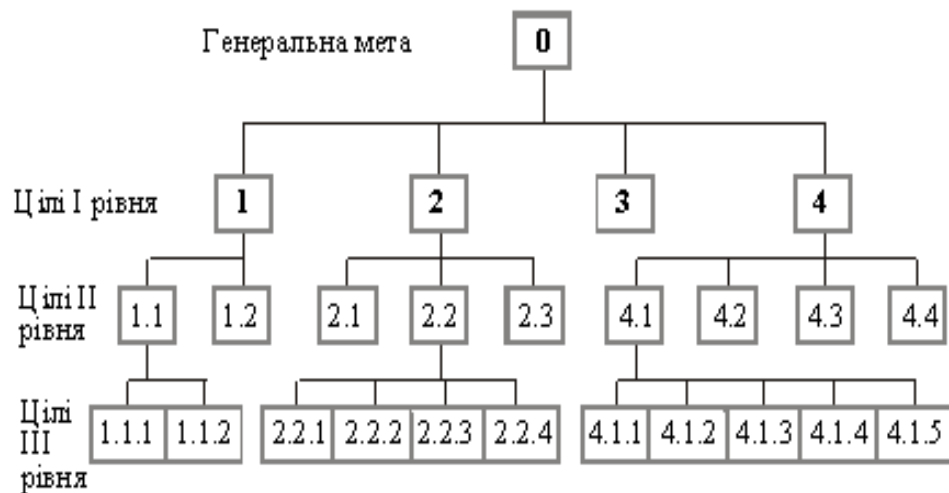 Генеральна мета 0
Цілі I рівня 1 2 3 4
Цілі II
рівня
1.1 1.2 2.1 2.2 2.3 4.1 4.2 4.3 4.4
Цілі
III
рівня
1.1.1 1.1.2 2.2.1 2.2.2 2.2.3 2.2.4 4.1.1 4.1.2 4.1.3 4.1.4 4.1.5